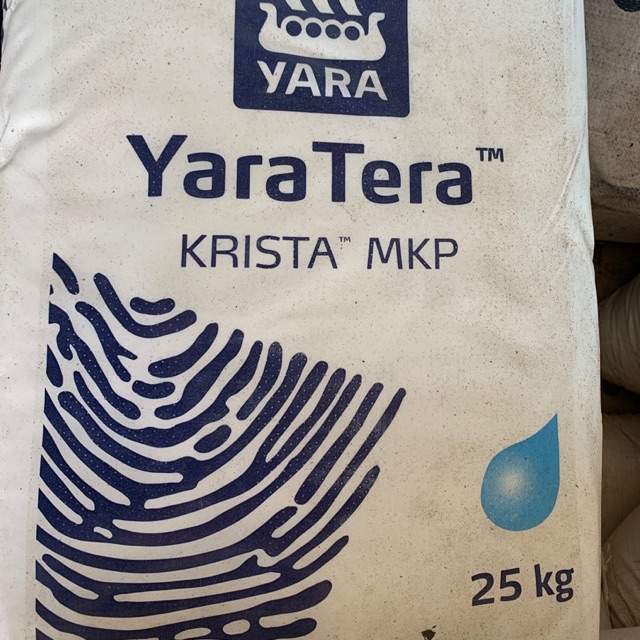 YARA
YaraTera™
KRISTA™ MKP
25 kg